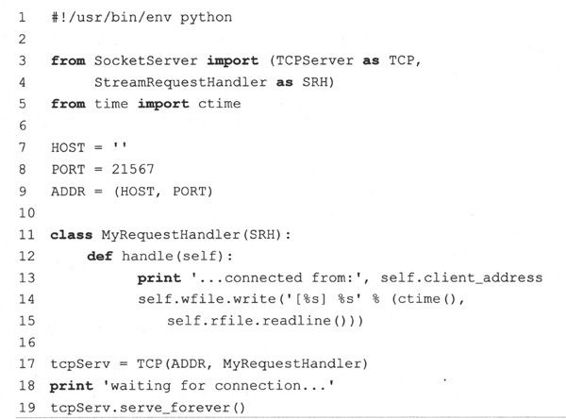 1 #!/usr/bin/env python
2
3 from SocketServer import (TCPServer as TCP,
4 StreamRequestHandler as SRH)
5 from time import ctime
6
7 HOST = ''
8 PORT = 21567
9 ADDR = (HOST, PORT)
10
11 class MyRequestHandler(SRH):
12 def handle(self):
13 print '...connected from:', self.client_address
14 self.wfile.write('[%s] %s' % (ctime(),
15 self.rfile.readline()))
16
17 tcpServ = TCP(ADDR, MyRequestHandler)
18 print 'waiting for connection...'
19 tcpServ.serve_forever()